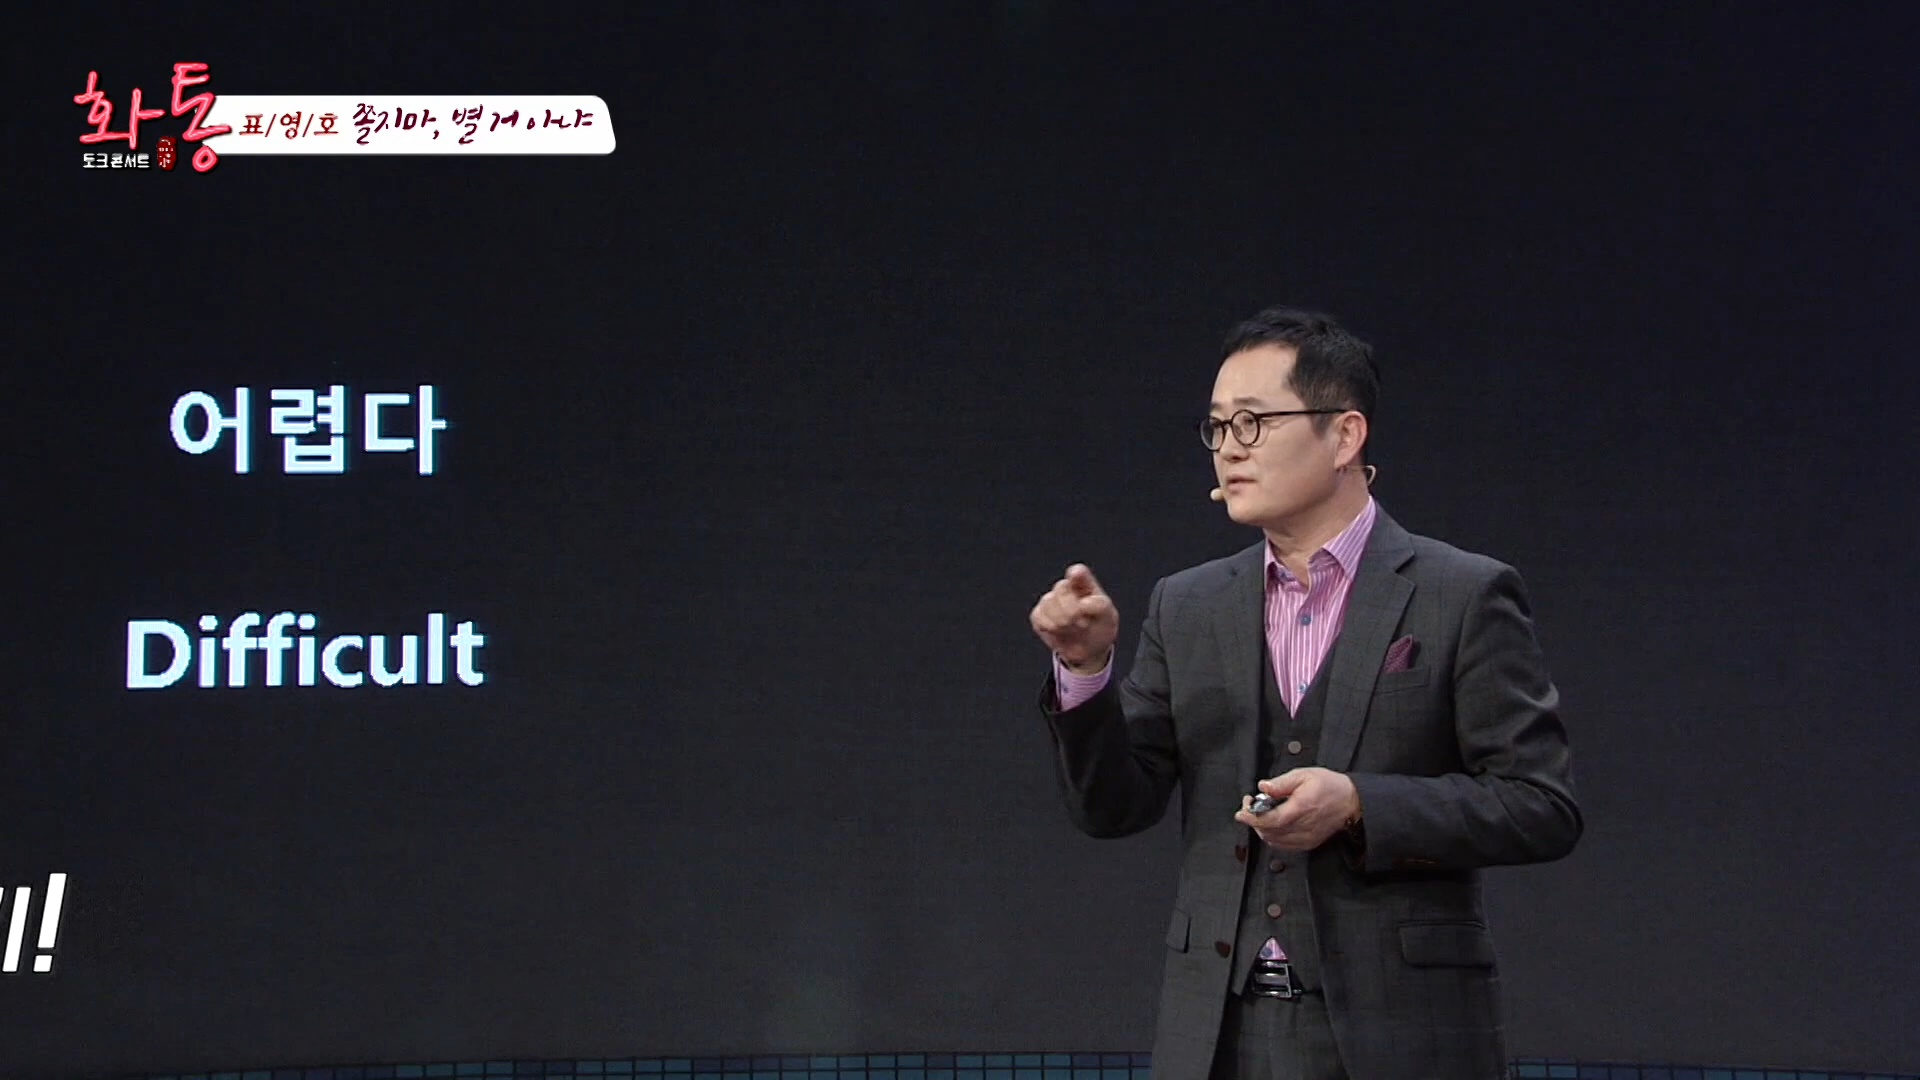 화통
토크콘서트
표/영/호 쫄지마, 별거아냐
어렵다
Difficult
!